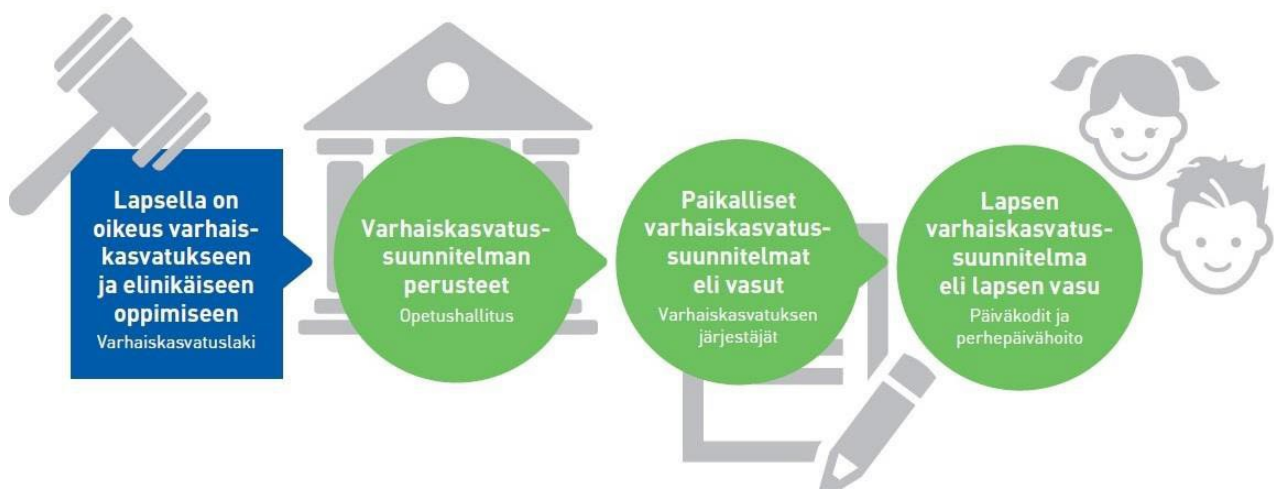 Lapsella on
oikeus varhais-
kasvatukseen
ja elinikäiseen
oppimiseen
Varhaiskasvatuslaki
Varhaiskasvatus-
suunnitelman
perusteet
Opetushallitus
Paikalliset
varhaiskasvatus-
suunnitelmat
eli vasut
Varhaiskasvatuksen
järjestäjät
Lapsen
varhaiskasvatus-
suunnitelma
eli lapsen vasu
Päiväkodit ja
perhepäivähoito